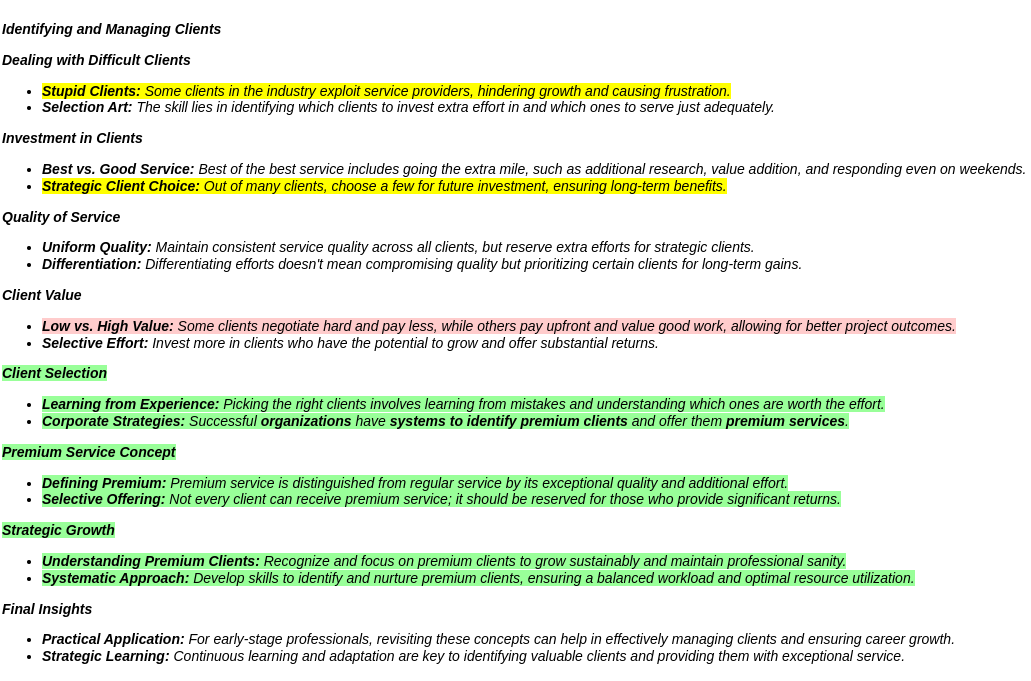 Identifying and Managing Clients
Dealing with Difficult Clients
• Stupid Clients: Some clients in the industry exploit service providers, hindering growth and causing frustration.
• Selection Art: The skill lies in identifying which clients to invest extra effort in and which ones to serve just adequately.
Investment in Clients
• Best vs. Good Service: Best of the best service includes going the extra mile, such as additional research, value addition, and responding even on weekends.
• Strategic Client Choice: Out of many clients, choose a few for future investment, ensuring long-term benefits.
Quality of Service
• Uniform Quality: Maintain consistent service quality across all clients, but reserve extra efforts for strategic clients.
• Differentiation: Differentiating efforts doesn't mean compromising quality but prioritizing certain clients for long-term gains.
Client Value
• Low vs. High Value: Some clients negotiate hard and pay less, while others pay upfront and value good work, allowing for better project outcomes.
• Selective Effort: Invest more in clients who have the potential to grow and offer substantial returns.
Client Selection
• Learning from Experience: Picking the right clients involves learning from mistakes and understanding which ones are worth the effort.
• Corporate Strategies: Successful organizations have systems to identify premium clients and offer them premium services.
Premium Service Concept
• Defining Premium: Premium service is distinguished from regular service by its exceptional quality and additional effort.
• Selective Offering: Not every client can receive premium service; it should be reserved for those who provide significant returns.
Strategic Growth
• Understanding Premium Clients: Recognize and focus on premium clients to grow sustainably and maintain professional sanity.
• Systematic Approach: Develop skills to identify and nurture premium clients, ensuring a balanced workload and optimal resource utilization.
Final Insights
• Practical Application: For early-stage professionals, revisiting these concepts can help in effectively managing clients and ensuring career growth.
• Strategic Learning: Continuous learning and adaptation are key to identifying valuable clients and providing them with exceptional service.